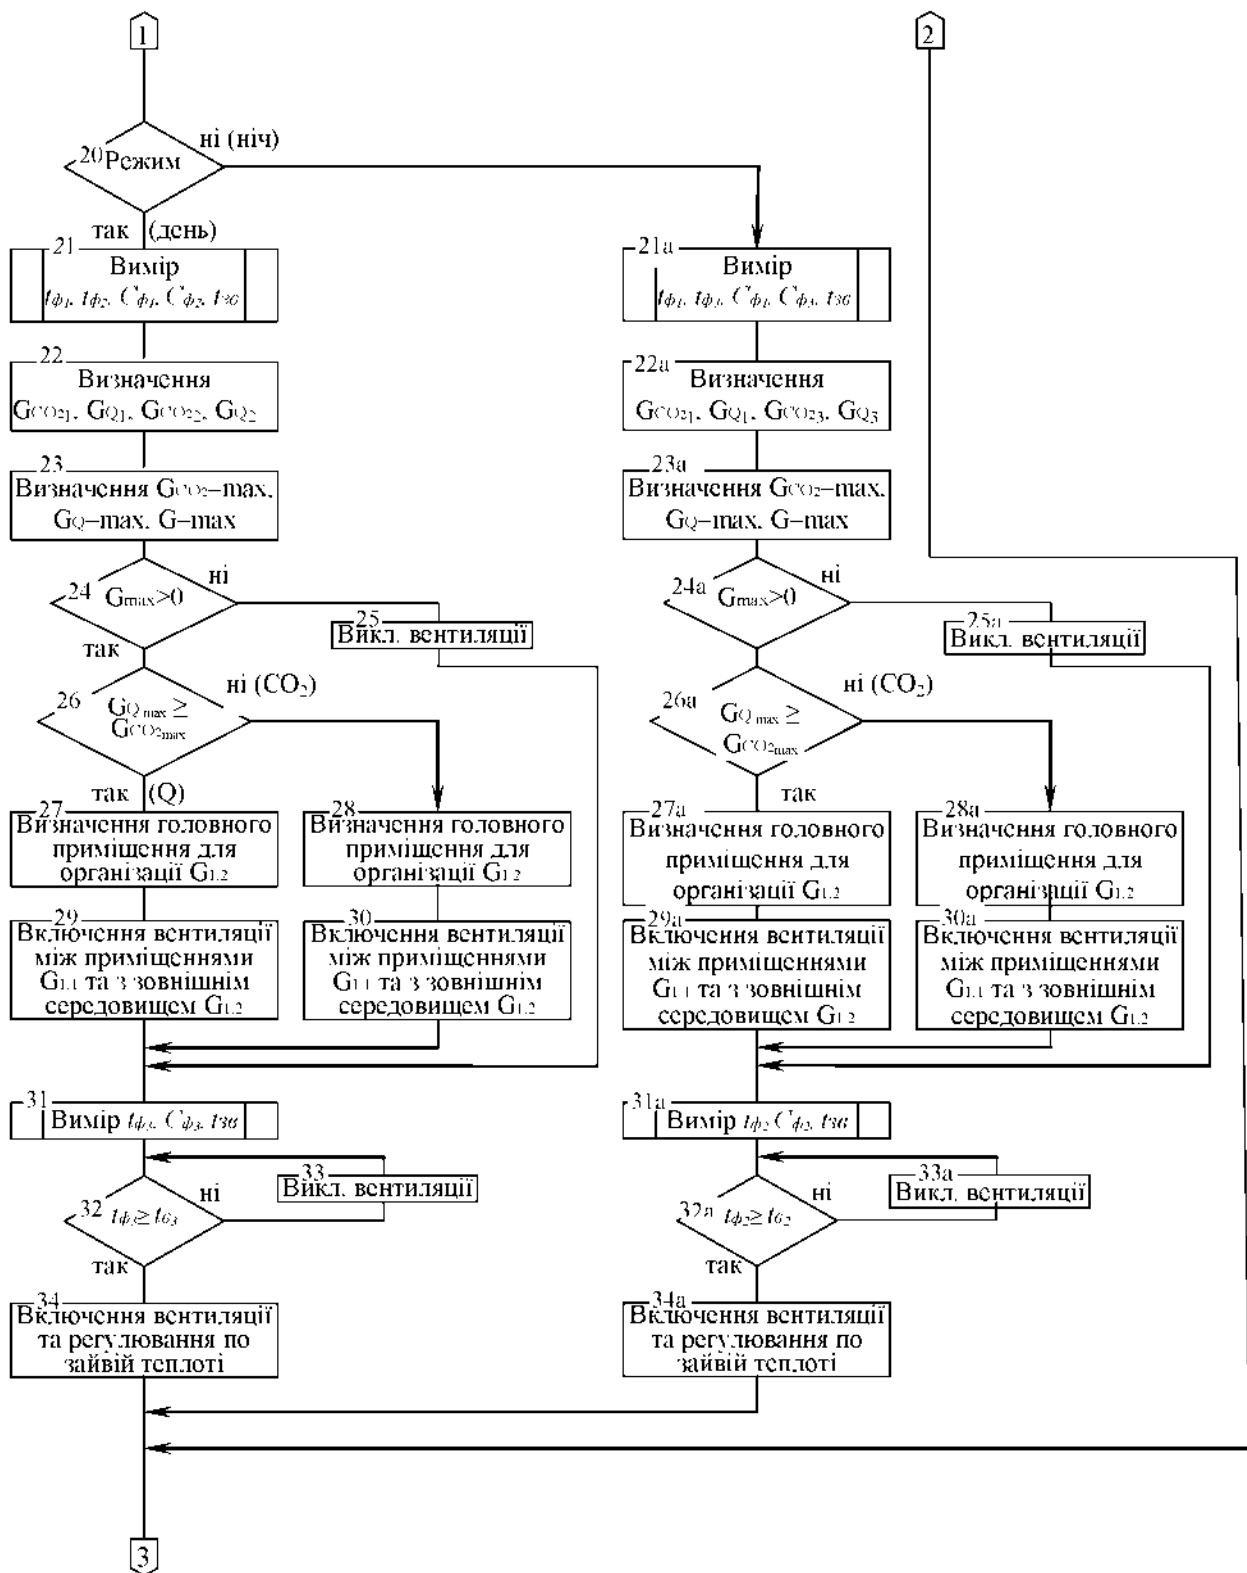 1
2
20 Режим
ні (ніч)
так (день)
21
Вимір
tф1, tф2, Cф1, Cф2, tзв
22
Визначення
GCO21, GQ1, GCO22, GQ2
23
Визначення GCO2–max,
GQ–max, G–max
24 Gmax>0
ні
25
Викл. вентиляції
так
26 GQ max ≥
GCO2max
ні (CO2)
так (Q)
27
Визначення головного
приміщення для
організації G1.2
28
Визначення головного
приміщення для
організації G1.2
29
Включення вентиляції
між приміщеннями
G1.1 та з зовнішнім
середовищем G1.2
30
Включення вентиляції
між приміщеннями
G1.1 та з зовнішнім
середовищем G1.2
31
Вимір tф3, Cф3, tзв
33
Викл. вентиляції
32 tф3≥ tв3
ні
так
34
Включення вентиляції
та регулювання по
зайвій теплоті
21а
Вимір
tф1, tф3, Cф1, Cф3, tзв
22а
Визначення
GCO21, GQ1, GCO23, GQ3
23а
Визначення GCO2–max,
GQ–max, G–max
24а Gmax>0
ні
25а
Викл. вентиляції
26а GQ max ≥
GCO2max
ні (CO2)
так
27а
Визначення головного
приміщення для
організації G1.2
28а
Визначення головного
приміщення для
організації G1.2
29а
Включення вентиляції
між приміщеннями
G1.1 та з зовнішнім
середовищем G1.2
30а
Включення вентиляції
між приміщеннями
G1.1 та з зовнішнім
середовищем G1.2
31а
Вимір tф2 Cф2, tзв
33а
Викл. вентиляції
32а tф2≥ tв2
ні
так
34а
Включення вентиляції
та регулювання по
зайвій теплоті
3